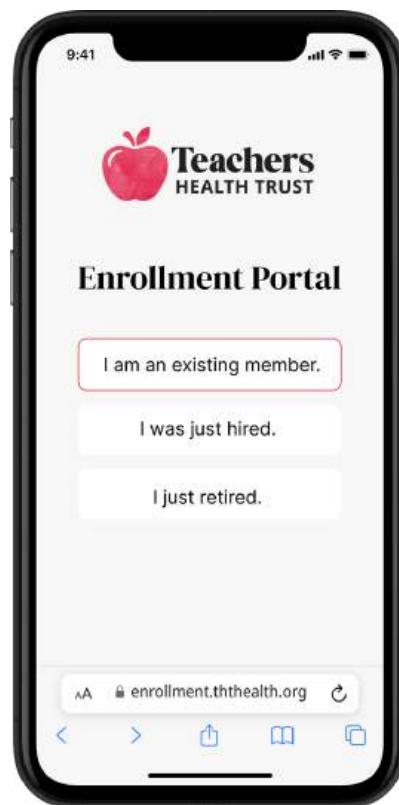 9:41
Teachers
HEALTH TRUST
Enrollment Portal
I am an existing member.
I was just hired.
I just retired.
AA enrollment.ththealth.org